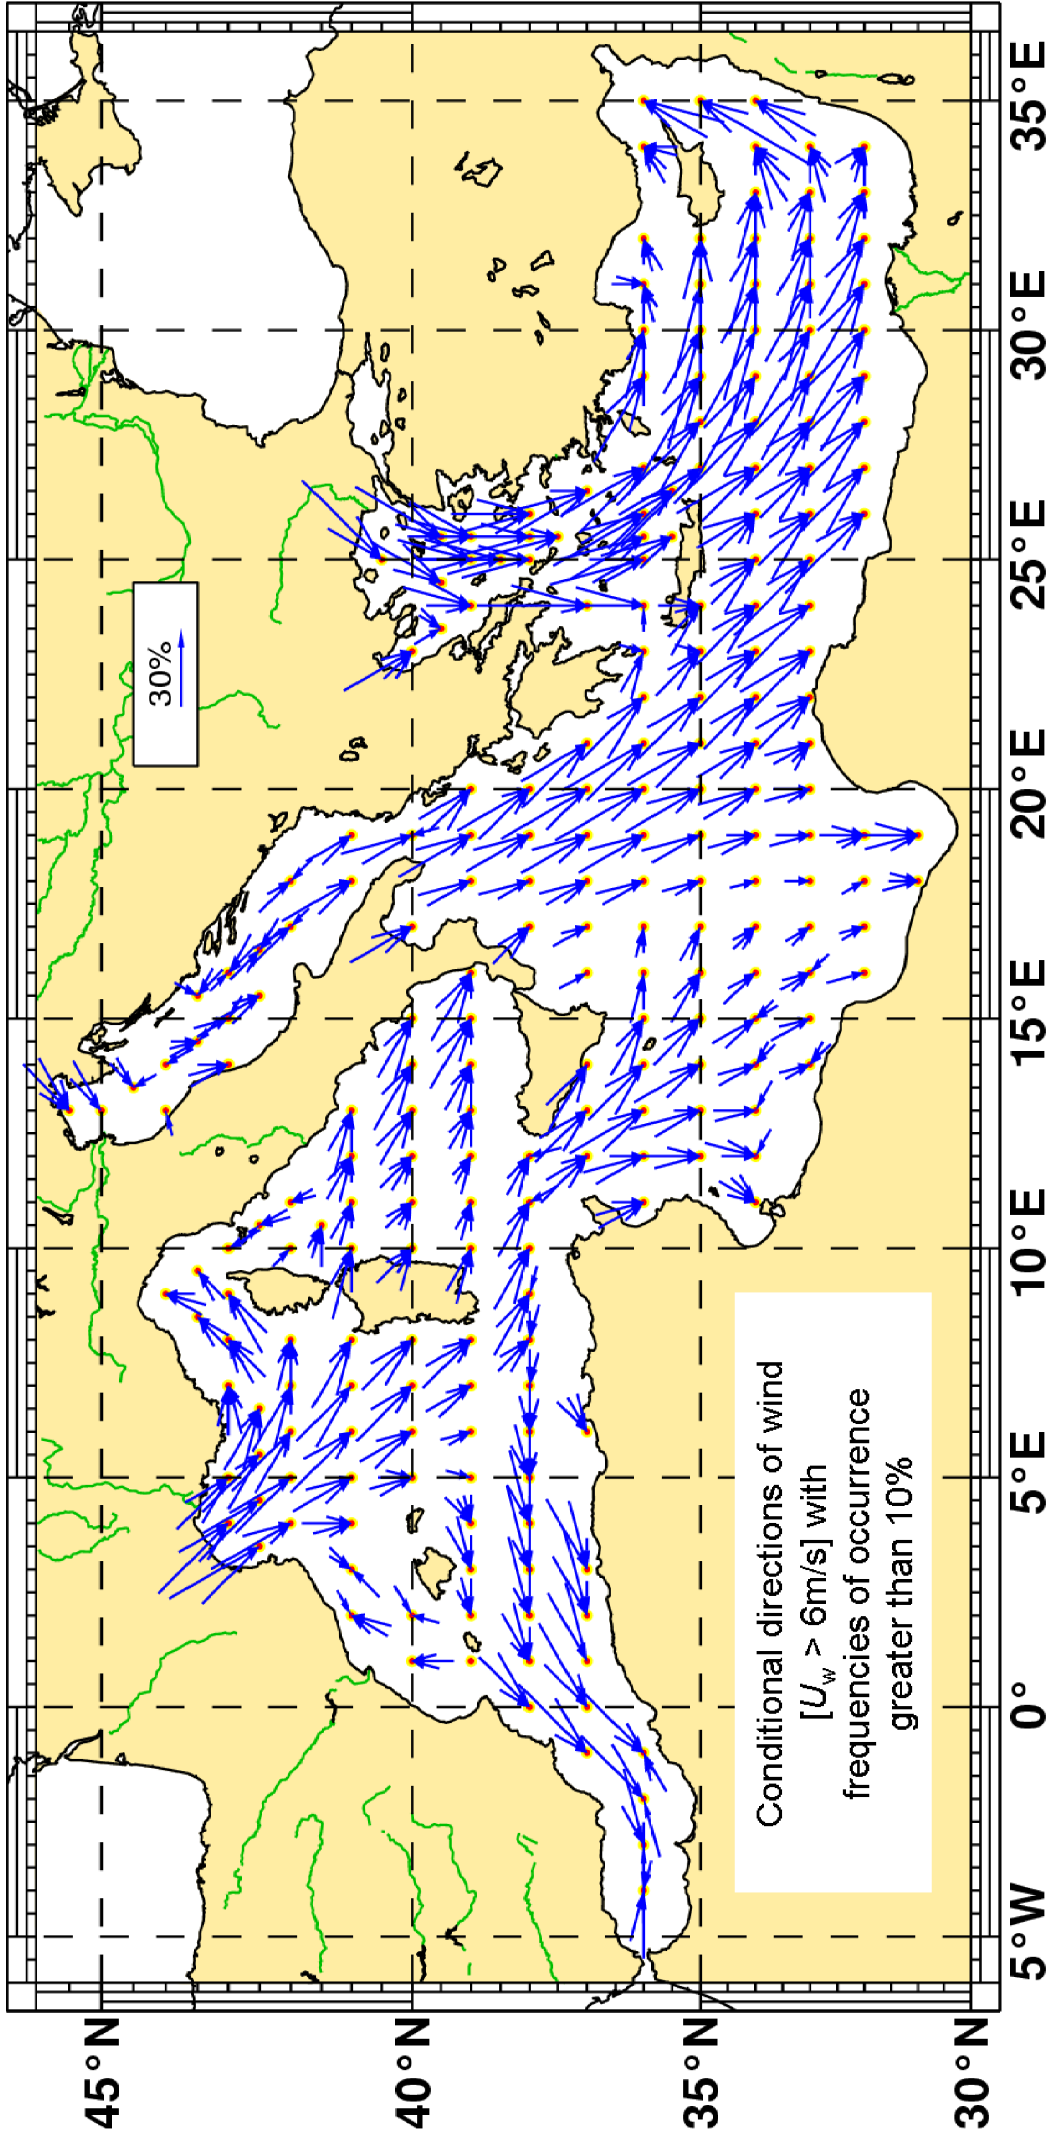 45°N
40°N
35°N
30°N
30%
Conditional directions of wind
[Uw > 6m/s] with
frequencies of occurrence
greater than 10%
5°W
0°
5°E
10°E
15°E
20°E
25°E
30°E
35°E